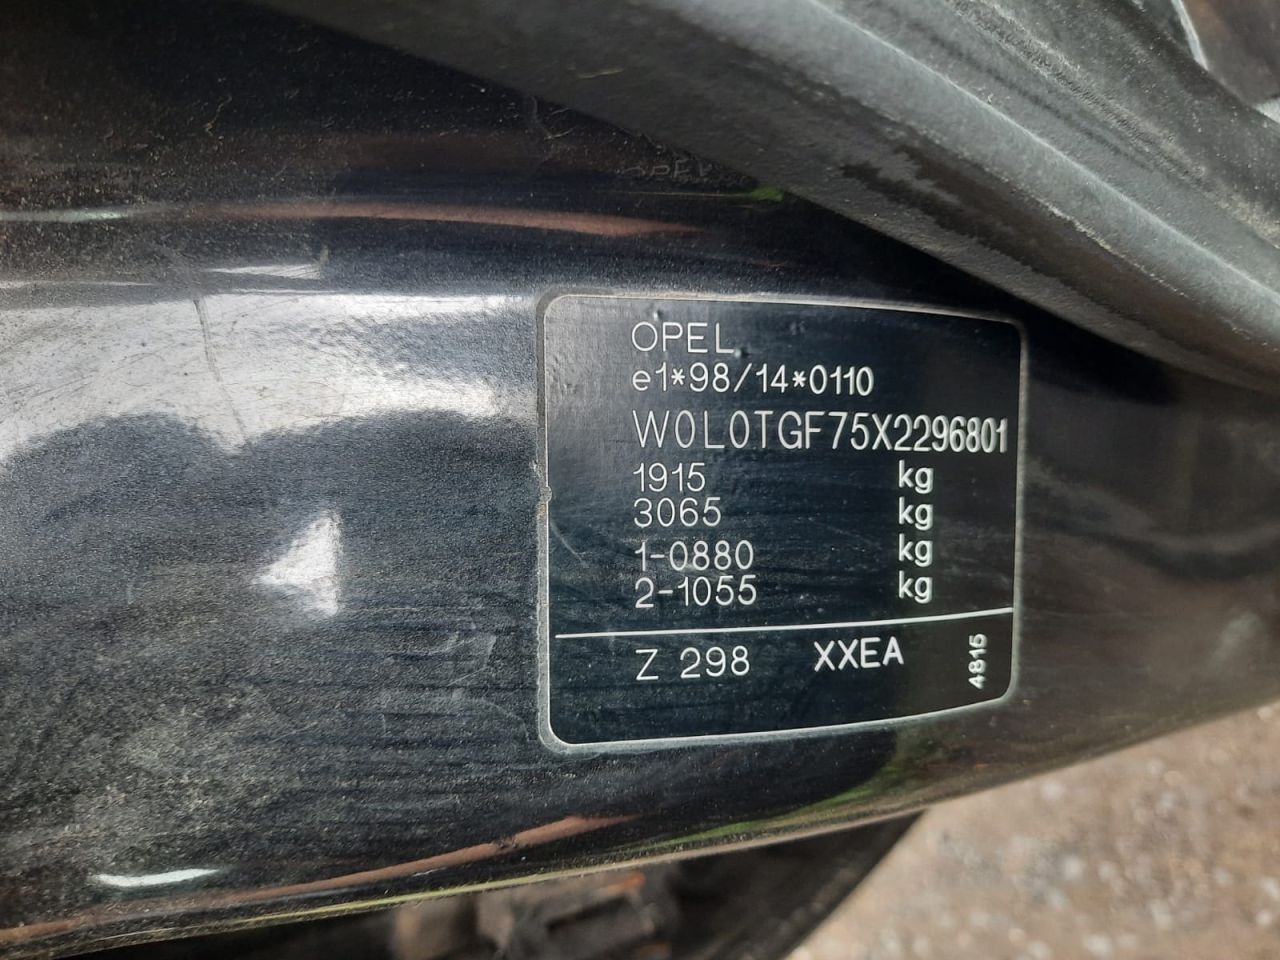 OPEL
e1*98/14*0110
W0L0TGF75X2296801
1915 kg
3065 kg
1-0880 kg
2-1055 kg
Z 298 XXEA 4815